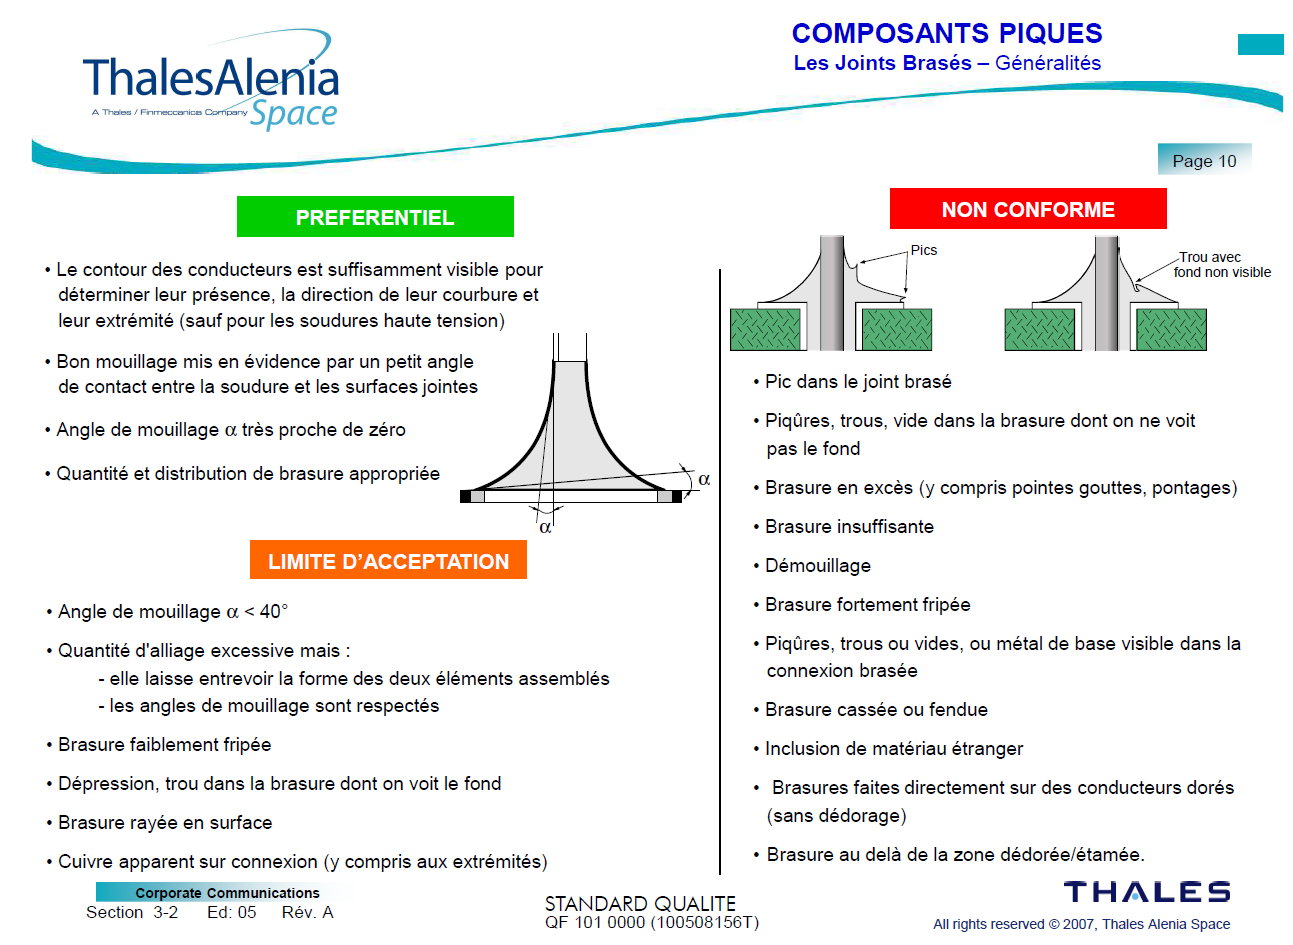 ThalesAlenia
A Thales / Finmeccanica Company
Space
COMPOSANTS PIQUES
Les Joints Brasés – Généralités
Page 10
PREFERENTIEL
• Le contour des conducteurs est suffisamment visible pour
déterminer leur présence, la direction de leur courbure et
leur extrémité (sauf pour les soudures haute tension)
• Bon mouillage mis en évidence par un petit angle
de contact entre la soudure et les surfaces jointes
• Angle de mouillage α très proche de zéro
• Quantité et distribution de brasure appropriée
α
α
LIMITE D’ACCEPTATION
• Angle de mouillage α < 40°
• Quantité d'alliage excessive mais :
- elle laisse entrevoir la forme des deux éléments assemblés
- les angles de mouillage sont respectés
• Brasure faiblement fripée
• Dépression, trou dans la brasure dont on voit le fond
• Brasure rayée en surface
• Cuivre apparent sur connexion (y compris aux extrémités)
NON CONFORME
Pics
Trou avec
fond non visible
• Pic dans le joint brasé
• Piqûres, trous, vide dans la brasure dont on ne voit
pas le fond
• Brasure en excès (y compris pointes gouttes, pontages)
• Brasure insuffisante
• Démouillage
• Brasure fortement fripée
• Piqûres, trous ou vides, ou métal de base visible dans la
connexion brasée
• Brasure cassée ou fendue
• Inclusion de matériau étranger
• Brasures faites directement sur des conducteurs dorés
(sans dédorage)
• Brasure au delà de la zone dédorée/étamée.
Corporate Communications
Section 3-2 Ed: 05 Rév. A
STANDARD QUALITE
QF 101 0000 (100508156T)
THALES
All rights reserved © 2007, Thales Alenia Space